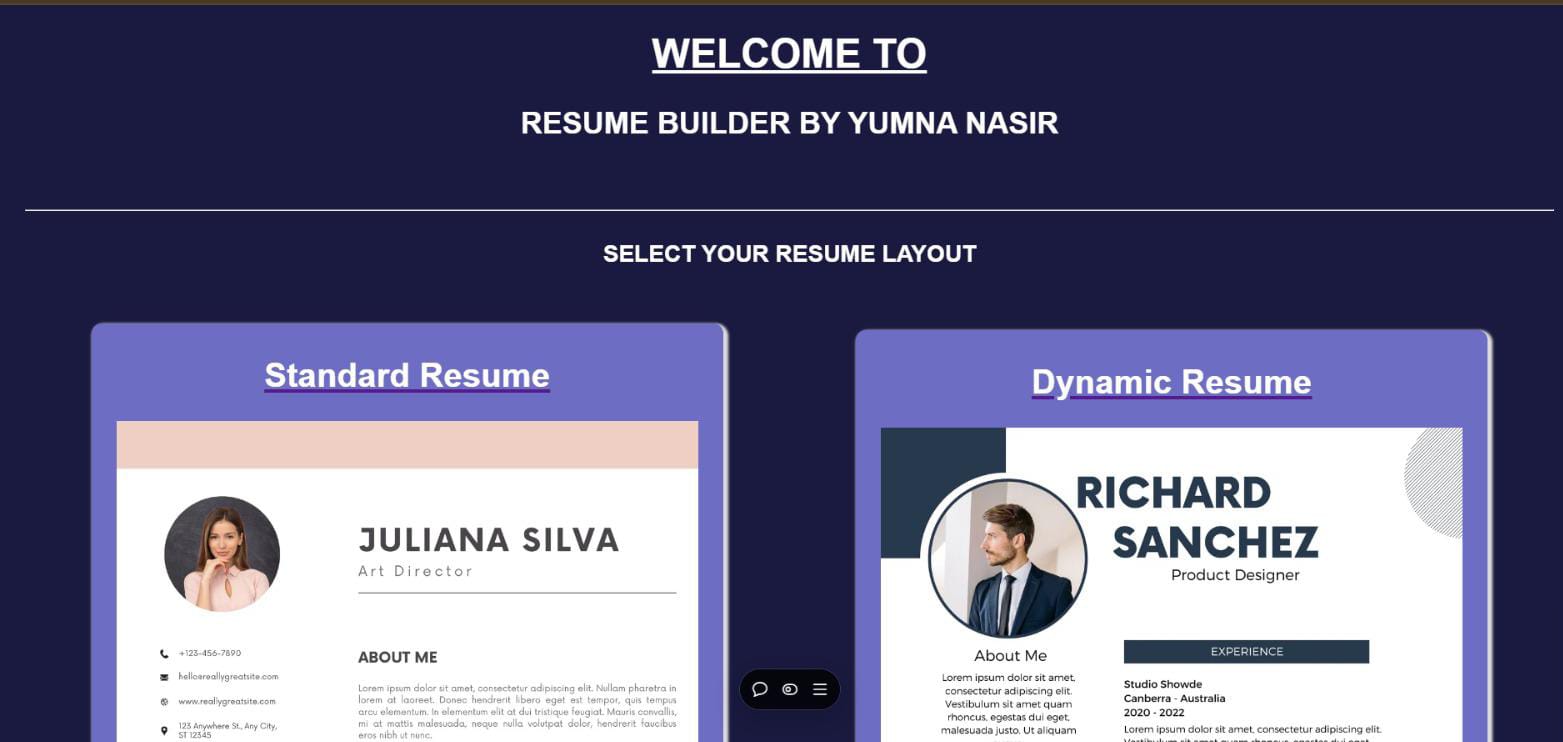 WELCOME TO
RESUME BUILDER BY YUMNA NASIR
SELECT YOUR RESUME LAYOUT
Standard Resume
JULIANA SILVA
Art Director
+123-456-7890
hello@reallygreatsite.com
www.reallygreatsite.com
123 Anywhere St., Any City,
ST 12345
ABOUT ME
Lorem ipsum dolor sit amet, consectetur adipiscing elit. Nullam pharetra in
lorem at laoreet. Donec hendrerit libero eget est tempor, quis tempus
arcu elementum. In elementum elit at dui tristique feugiat. Mauris convallis,
mi at mattis malesuada, neque nulla volutpat dolor, hendrerit faucibus
eros nibh ut nunc.
Dynamic Resume
RICHARD
SANCHEZ
Product Designer
About Me
Lorem ipsum dolor sit amet,
consectetur adipiscing elit.
Vestibulum sit amet quam
rhoncus, egestas dui eget,
malesuada justo. Ut aliquam
EXPERIENCE
Studio Showde
Canberra - Australia
2020 - 2022
Lorem ipsum dolor sit amet, consectetur adipiscing elit.